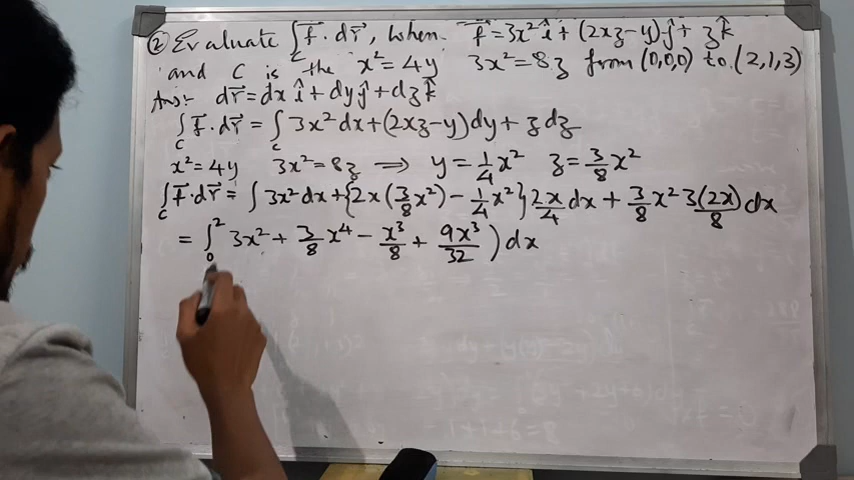 ② Evaluate ∫_C f⃗ · dr⃗, when f⃗ = 3x² î + (2xz − y) ĵ + z k̂
and C is the x² = 4y 3x² = 8z from (0,0,0) to (2,1,3)
Ans:- dr⃗ = dx î + dy ĵ + dz k̂
∫_C f⃗ · dr⃗ = ∫_C 3x² dx + (2xz − y) dy + z dz
x² = 4y 3x² = 8z ⟹ y = 1/4 x² z = 3/8 x²
∫_C f⃗ · dr⃗ = ∫ 3x² dx + {2x(3/8 x²) − 1/4 x²} 2x/4 dx + 3/8 x² 3(2x)/8 dx
= ∫_0^2 3x² + 3/8 x⁴ − x³/8 + 9x³/32 ) dx